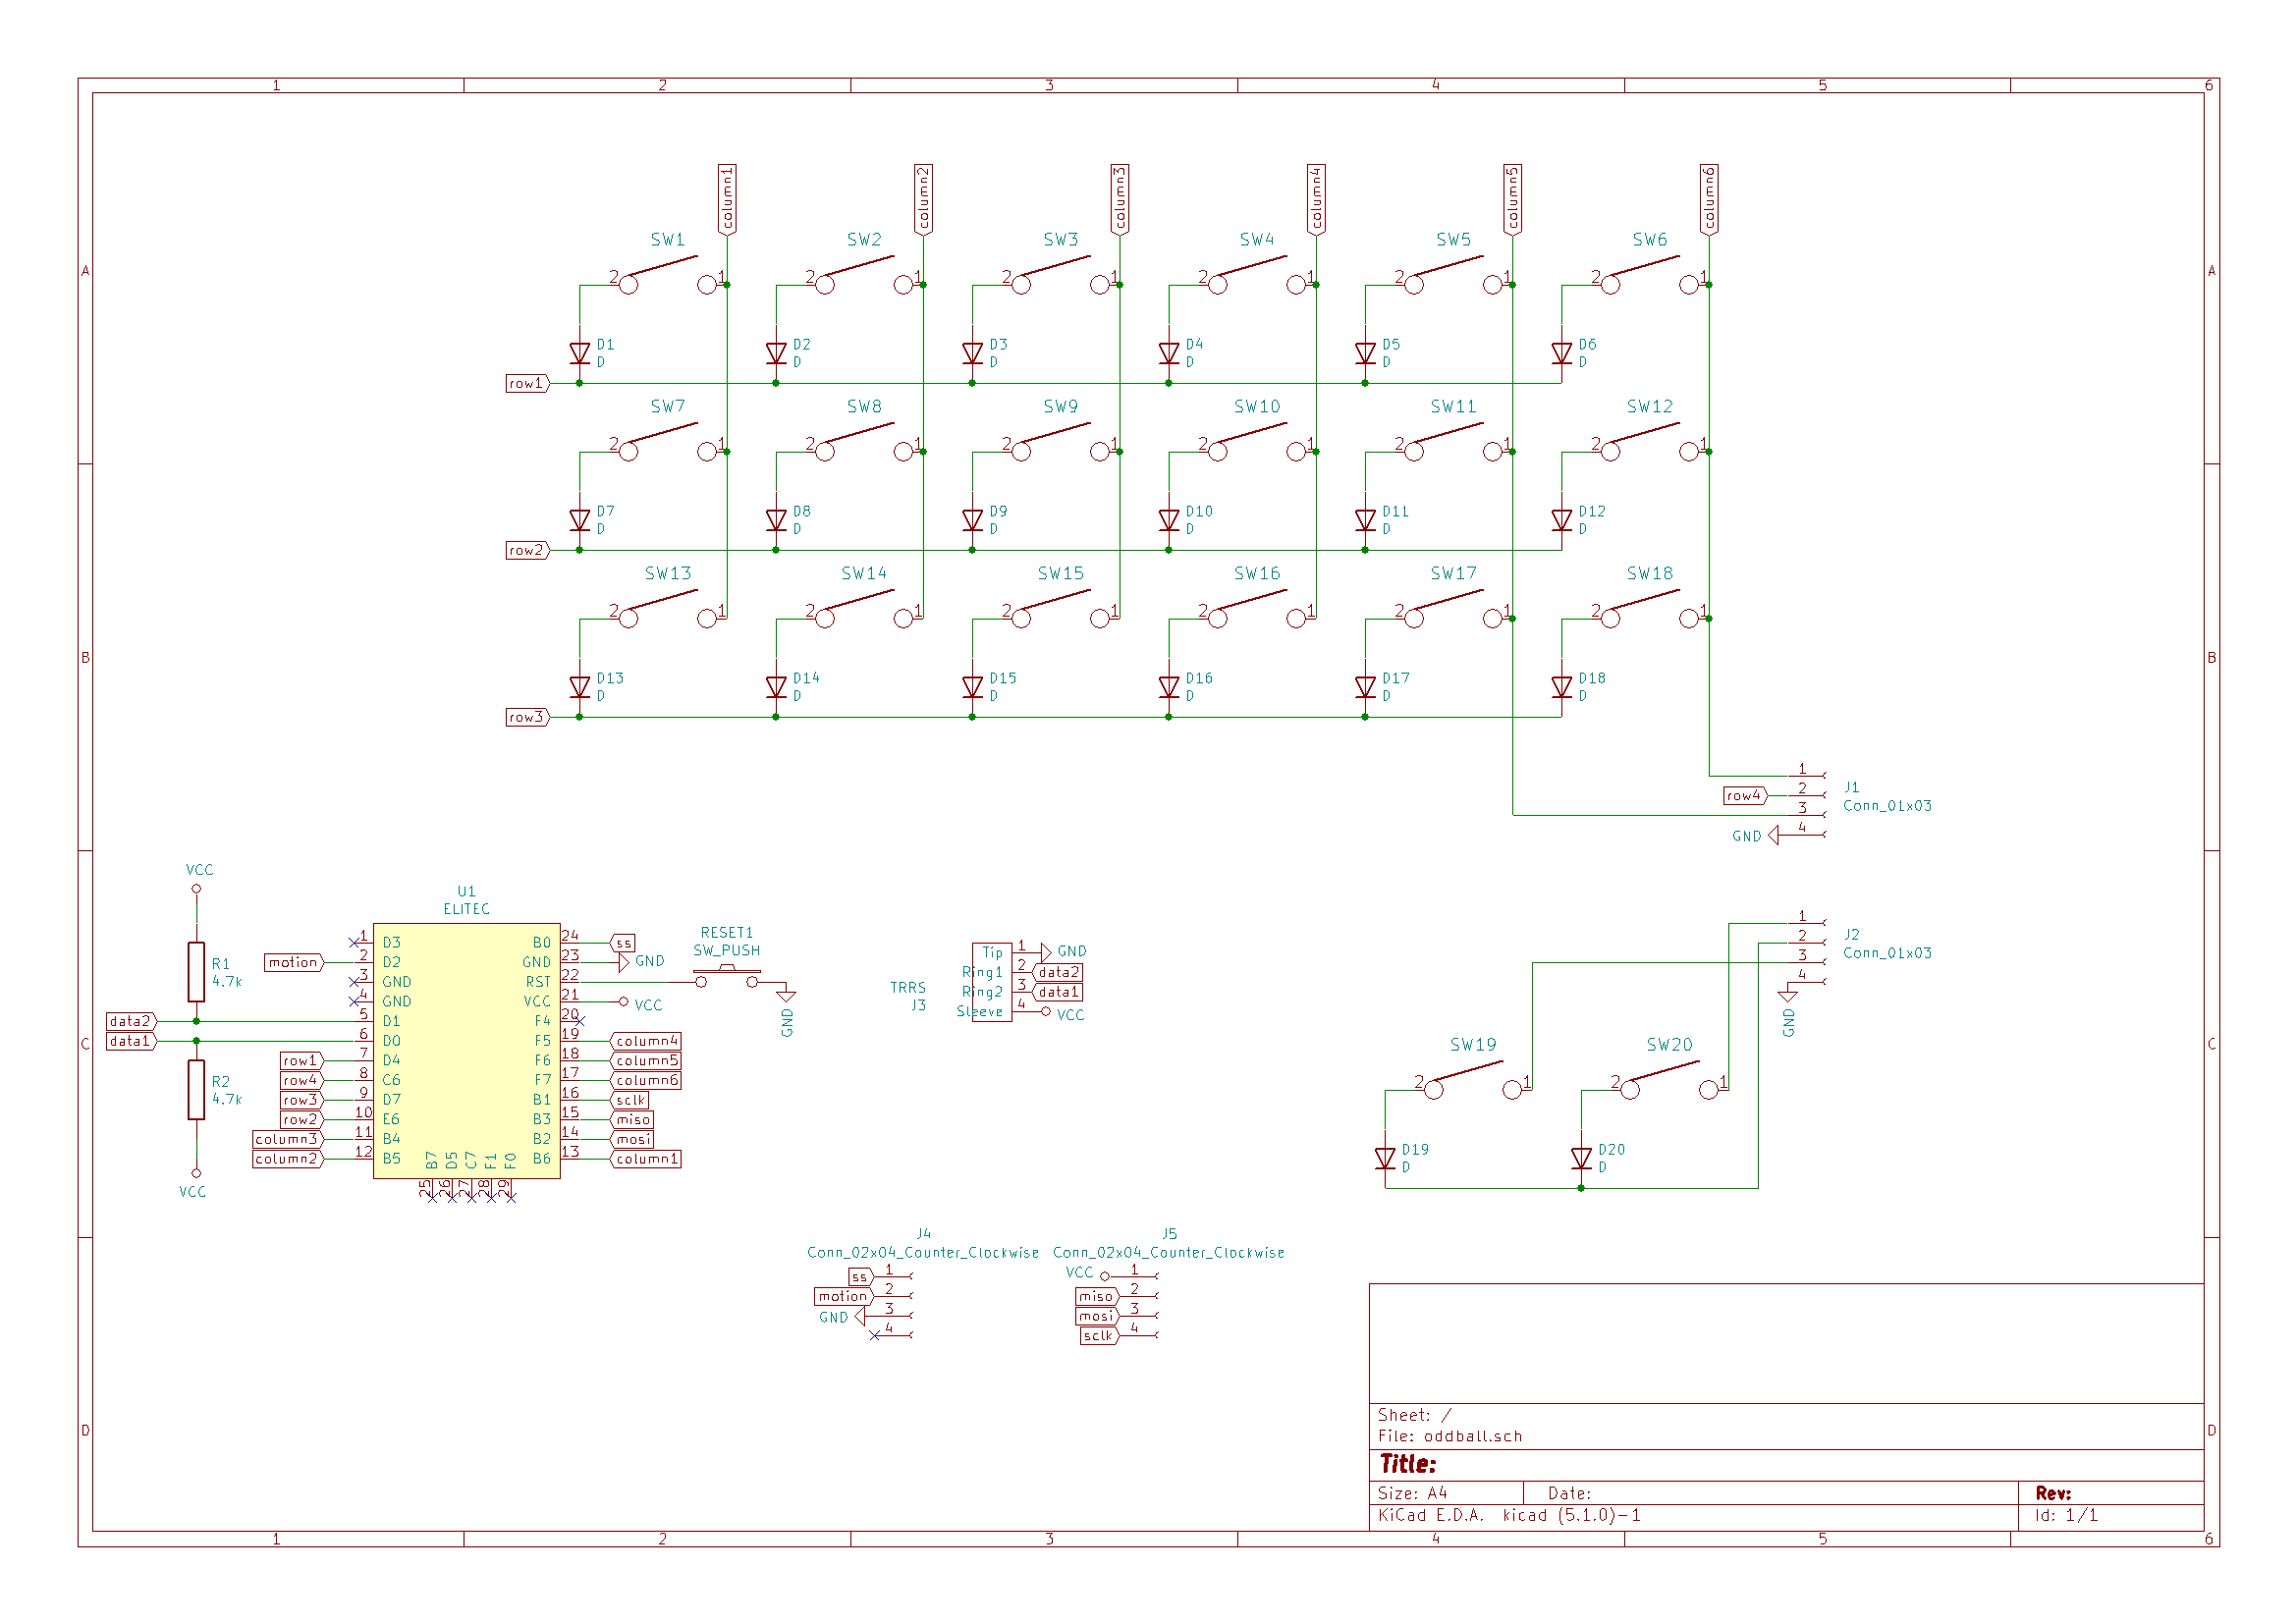 1 2 3 4 5 6
column1 column2 column3 column4 column5 column6
A A
SW1 SW2 SW3 SW4 SW5 SW6
2 1 2 1 2 1 2 1 2 1 2 1
D1 D2 D3 D4 D5 D6
D D D D D D
row1
SW7 SW8 SW9 SW10 SW11 SW12
2 1 2 1 2 1 2 1 2 1 2 1
D7 D8 D9 D10 D11 D12
D D D D D D
row2
SW13 SW14 SW15 SW16 SW17 SW18
2 1 2 1 2 1 2 1 2 1 2 1
B B
D13 D14 D15 D16 D17 D18
D D D D D D
row3
1
row4 2
3
GND 4
J1
Conn_01x03
VCC
R1
4.7k
data2
data1
R2
4.7k
VCC
U1
ELITEC
1 D3
motion 2 D2
3 GND
4 GND
5 D1
6 D0
row1 7 D4
row4 8 C6
row3 9 D7
row2 10 E6
column3 11 B4
column2 12 B5
B0 24 ss
GND 23 GND
RST 22
VCC 21 VCC
F4 20
F5 19 column4
F6 18 column5
F7 17 column6
B1 16 sclk
B3 15 miso
B2 14 mosi
B6 13 column1
B7 D5 C7 F1 F0
25 26 27 28 29
RESET1
SW_PUSH
GND
TRRS
J3
Tip 1 GND
Ring1 2 data2
Ring2 3 data1
Sleeve 4 VCC
1
2
3
4
GND
J2
Conn_01x03
C C
SW19 SW20
2 1 2 1
D19 D20
D D
J4
Conn_02x04_Counter_Clockwise
ss 1
motion 2
GND 3
4
J5
Conn_02x04_Counter_Clockwise
VCC 1
miso 2
mosi 3
sclk 4
D D
Sheet: /
File: oddball.sch
Title:
Size: A4 Date: Rev:
KiCad E.D.A. kicad (5.1.0)-1 Id: 1/1
1 2 3 4 5 6